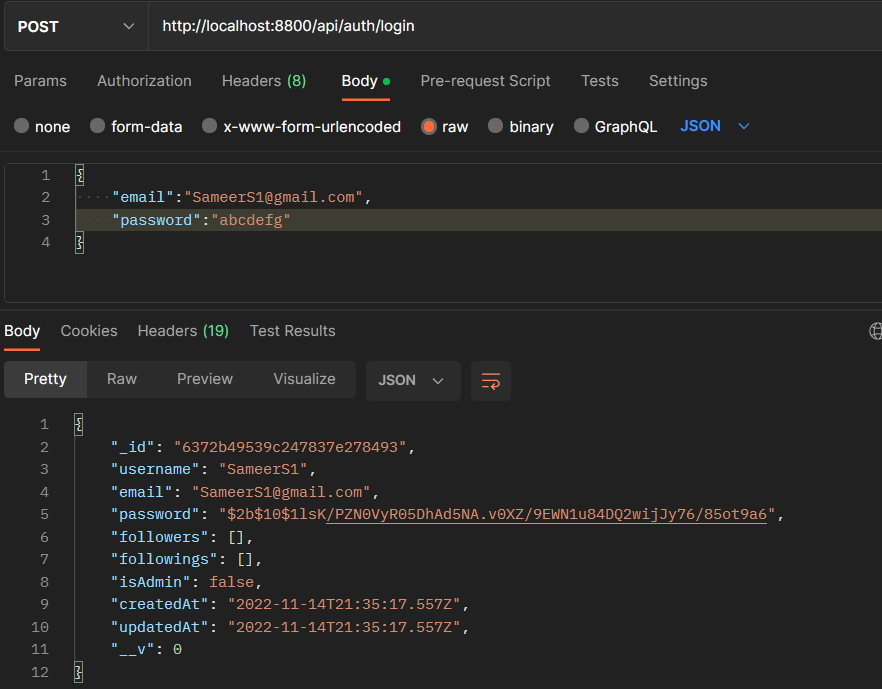 POST http://localhost:8800/api/auth/login
Params Authorization Headers (8) Body Pre-request Script Tests Settings
none form-data x-www-form-urlencoded raw binary GraphQL JSON
1 {
2 "email":"SameerS1@gmail.com",
3 "password":"abcdefg"
4 }
Body Cookies Headers (19) Test Results
Pretty Raw Preview Visualize JSON
1 {
2 "_id": "6372b49539c247837e278493",
3 "username": "SameerS1",
4 "email": "SameerS1@gmail.com",
5 "password": "$2b$10$1lsK/PZN0VyR05DhAd5NA.v0XZ/9EWN1u84DQ2wijJy76/85ot9a6",
6 "followers": [],
7 "followings": [],
8 "isAdmin": false,
9 "createdAt": "2022-11-14T21:35:17.557Z",
10 "updatedAt": "2022-11-14T21:35:17.557Z",
11 "__v": 0
12 }